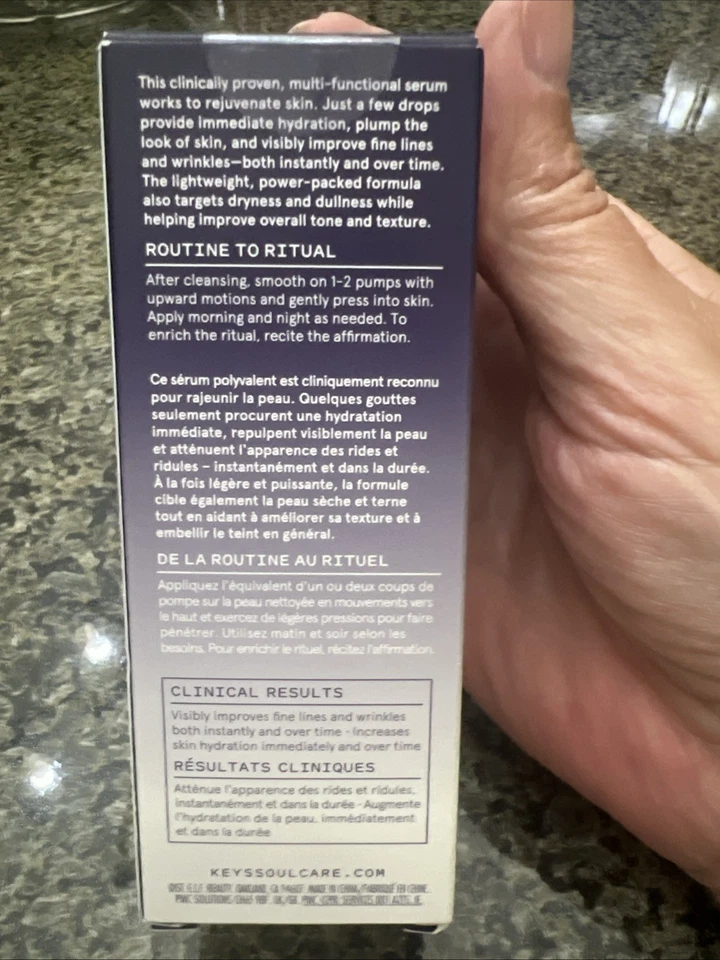 This clinically proven, multi-functional serum
works to rejuvenate skin. Just a few drops
provide immediate hydration, plump the
look of skin, and visibly improve fine lines
and wrinkles—both instantly and over time.
The lightweight, power-packed formula
also targets dryness and dullness while
helping improve overall tone and texture.
ROUTINE TO RITUAL
After cleansing, smooth on 1-2 pumps with
upward motions and gently press into skin.
Apply morning and night as needed. To
enrich the ritual, recite the affirmation.
Ce sérum polyvalent est cliniquement reconnu
pour rajeunir la peau. Quelques gouttes
seulement procurent une hydratation
immédiate, repulpent visiblement la peau
et atténuent l'apparence des rides et
ridules – instantanément et dans la durée.
À la fois légère et puissante, la formule
cible également la peau sèche et terne
tout en aidant à améliorer sa texture et à
embellir le teint en général.
DE LA ROUTINE AU RITUEL
Appliquez l'équivalent d'un ou deux coups de
pompe sur la peau nettoyée en mouvements vers
le haut et exercez de légères pressions pour faire
pénétrer. Utilisez matin et soir selon les
besoins. Pour enrichir le rituel, récitez l'affirmation.
CLINICAL RESULTS
Visibly improves fine lines and wrinkles
both instantly and over time · Increases
skin hydration immediately and over time
RÉSULTATS CLINIQUES
Atténue l'apparence des rides et ridules,
instantanément et dans la durée · Augmente
l'hydratation de la peau, immédiatement
et dans la durée
KEYSSOULCARE.COM
DIST. E.L.F. BEAUTY, OAKLAND, CA MADE IN CHINA/FABRIQUÉ EN CHINE.